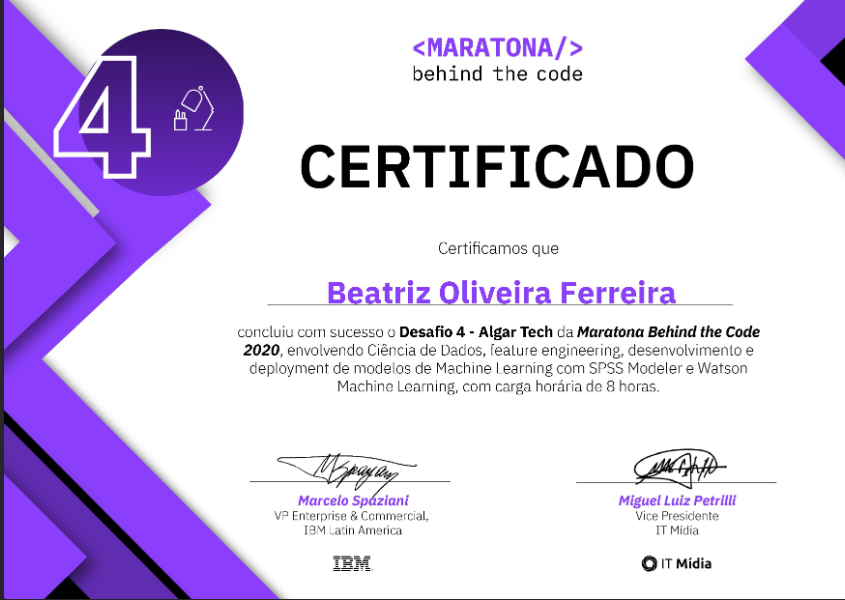 4
<MARATONA/>
behind the code
CERTIFICADO
Certificamos que
Beatriz Oliveira Ferreira
concluiu com sucesso o Desafio 4 - Algar Tech da Maratona Behind the Code
2020, envolvendo Ciência de Dados, feature engineering, desenvolvimento e
deployment de modelos de Machine Learning com SPSS Modeler e Watson
Machine Learning, com carga horária de 8 horas.
Marcelo Spaziani
VP Enterprise & Commercial,
IBM Latin America
IBM
Miguel Luiz Petrilli
Vice Presidente
IT Mídia
IT Mídia